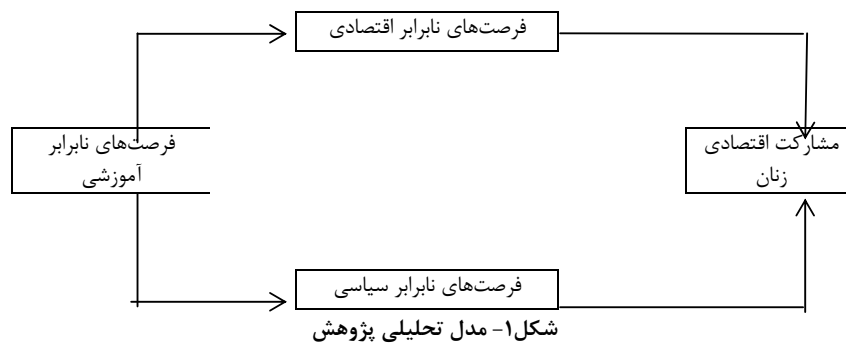 فرصت‌های نابرابر اقتصادی
فرصت‌های نابرابر
آموزشی
مشارکت اقتصادی
زنان
فرصت‌های نابرابر سیاسی
شکل۱- مدل تحلیلی پژوهش